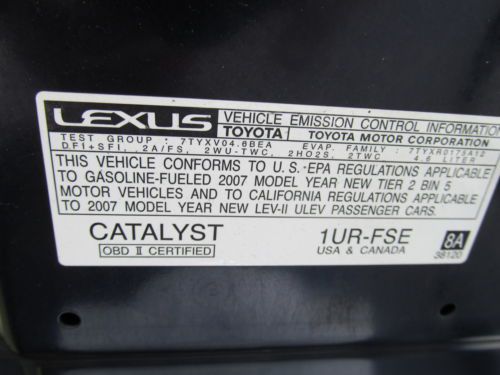 LEXUS VEHICLE EMISSION CONTROL INFORMATION
TOYOTA TOYOTA MOTOR CORPORATION
TEST GROUP : 7TYXV04.6BEA EVAP. FAMILY
DFI+SFI, 2A/FS, 2WU-TWC, 2HO2S, 2TWC 4.6 LITER
THIS VEHICLE CONFORMS TO U.S.-EPA REGULATIONS APPLICABLE
TO GASOLINE-FUELED 2007 MODEL YEAR NEW TIER 2 BIN 5
MOTOR VEHICLES AND TO CALIFORNIA REGULATIONS APPLICABLE
TO 2007 MODEL YEAR NEW LEV-II ULEV PASSENGER CARS.
CATALYST 1UR-FSE 8A
OBD II CERTIFIED USA & CANADA 38120